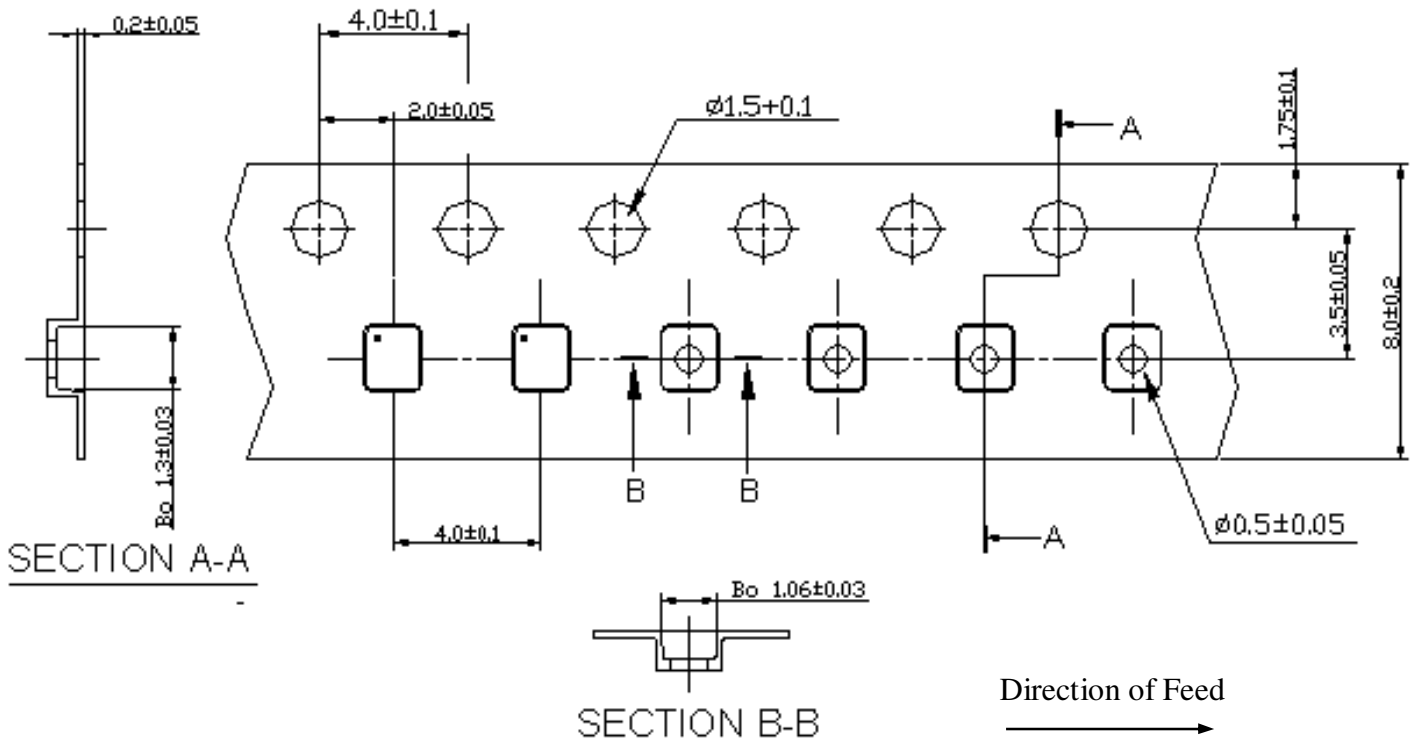 0.2±0.05
4.0±0.1
2.0±0.05
ø1.5+0.1
A
1.75±0.1
3.5±0.05
8.0±0.2
Bo 1.3±0.03
B
B
4.0±0.1
A
ø0.5±0.05
SECTION A-A
-
Bo 1.06±0.03
SECTION B-B
Direction of Feed